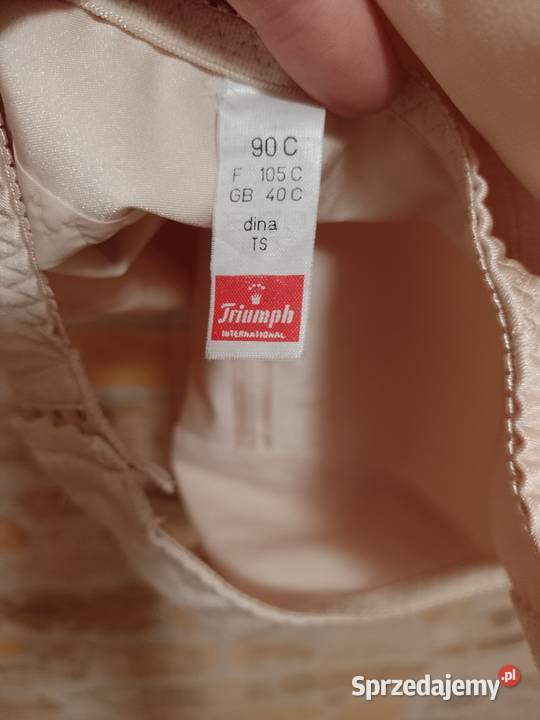 90 C
F 105 C
GB 40 C
dina
TS
Triumph
INTERNATIONAL
Sprzedajemy.pl